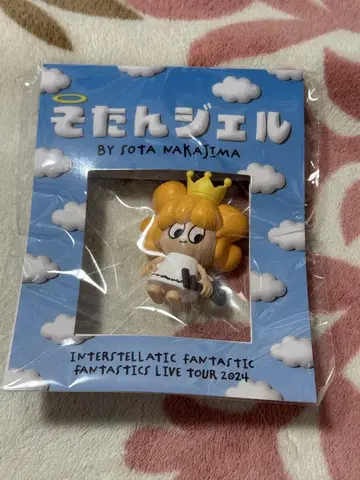 そたんジェル
BY SOTA NAKAJIMA
INTERSTELLATIC FANTASTIC
FANTASTICS LIVE TOUR 2024